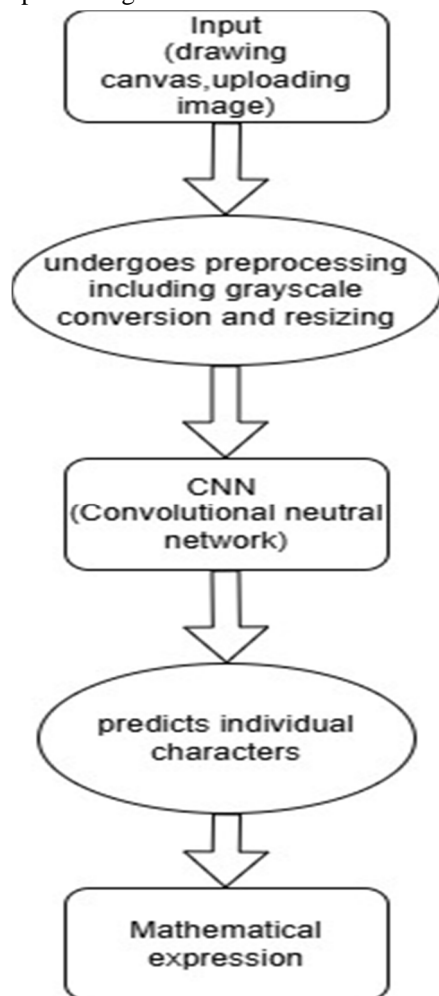 Input
(drawing
canvas,uploading
image)
undergoes preprocessing
including grayscale
conversion and resizing
CNN
(Convolutional neutral
network)
predicts individual
characters
Mathematical
expression